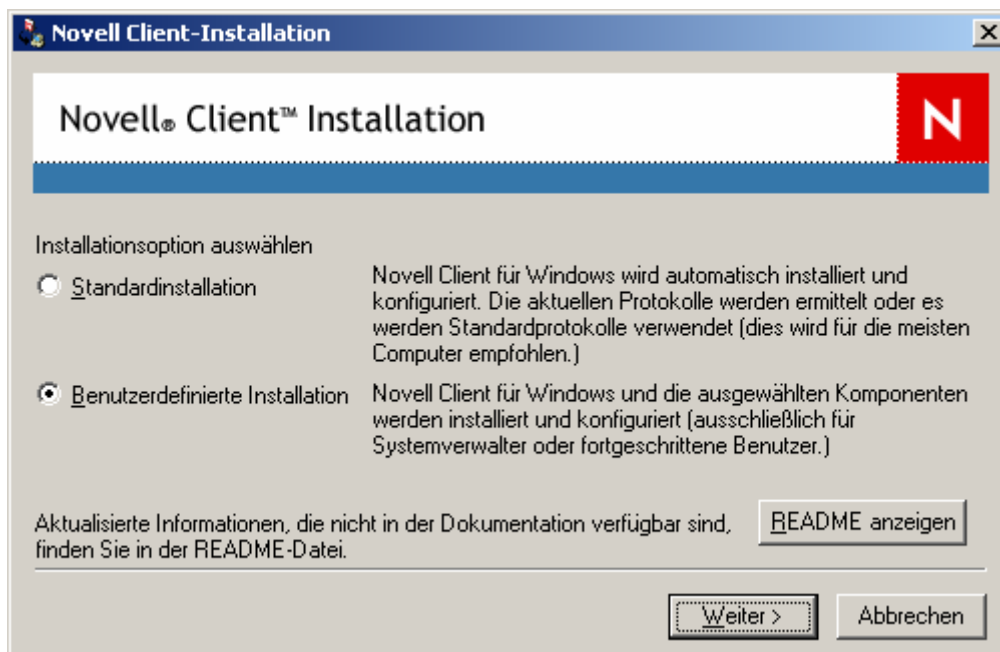 Novell Client-Installation
Novell® Client™ Installation
N
Installationsoption auswählen
Standardinstallation
Novell Client für Windows wird automatisch installiert und
konfiguriert. Die aktuellen Protokolle werden ermittelt oder es
werden Standardprotokolle verwendet (dies wird für die meisten
Computer empfohlen.)
Benutzerdefinierte Installation
Novell Client für Windows und die ausgewählten Komponenten
werden installiert und konfiguriert (ausschließlich für
Systemverwalter oder fortgeschrittene Benutzer.)
Aktualisierte Informationen, die nicht in der Dokumentation verfügbar sind,
finden Sie in der README-Datei.
README anzeigen
Weiter >
Abbrechen